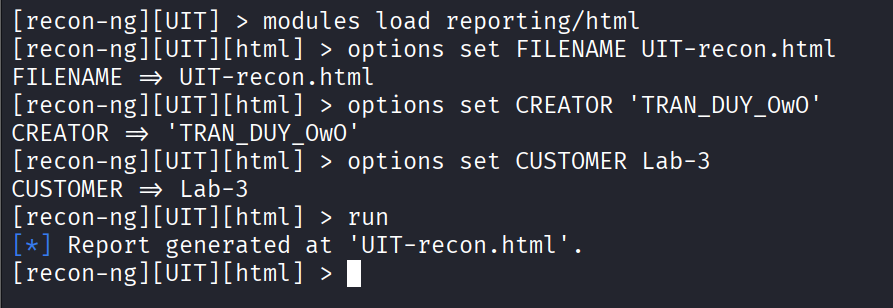 [recon-ng][UIT] > modules load reporting/html
[recon-ng][UIT][html] > options set FILENAME UIT-recon.html
FILENAME ⇒ UIT-recon.html
[recon-ng][UIT][html] > options set CREATOR 'TRAN_DUY_OwO'
CREATOR ⇒ 'TRAN_DUY_OwO'
[recon-ng][UIT][html] > options set CUSTOMER Lab-3
CUSTOMER ⇒ Lab-3
[recon-ng][UIT][html] > run
[*] Report generated at 'UIT-recon.html'.
[recon-ng][UIT][html] >